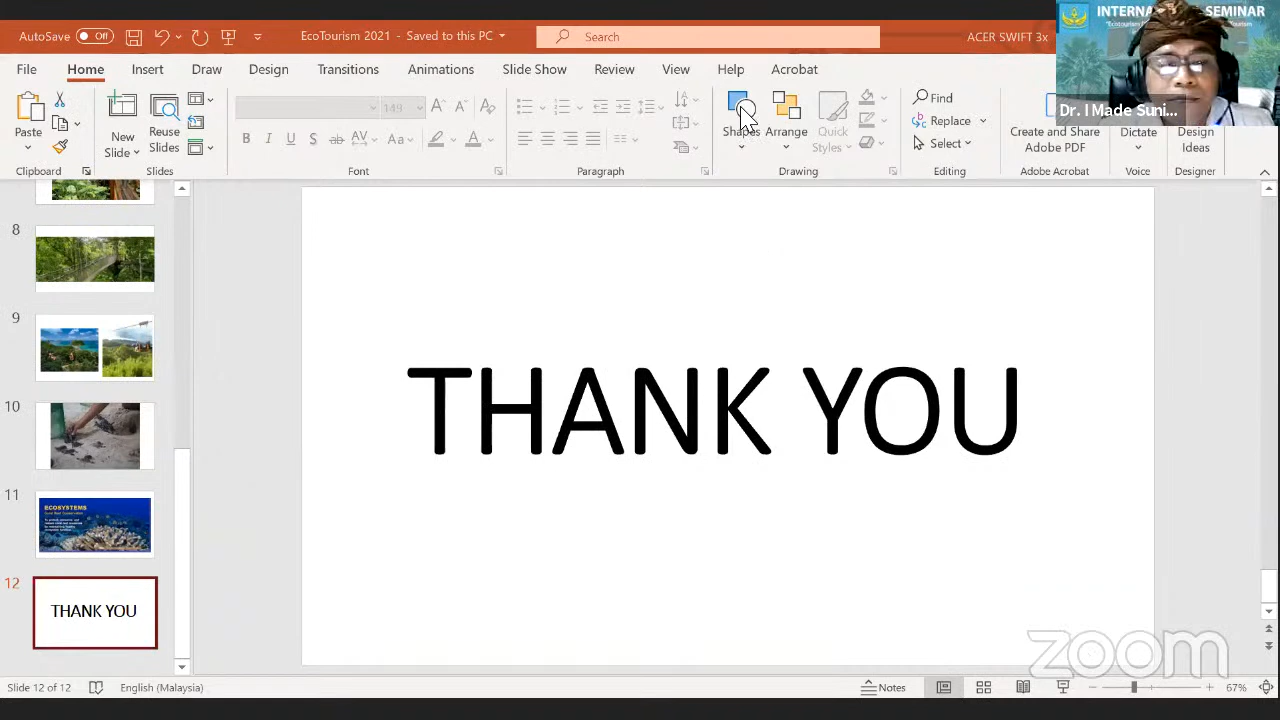 AutoSave Off EcoTourism 2021 - Saved to this PC Search ACER SWIFT 3x
INTERNA SEMINAR
File Home Insert Draw Design Slide Show Transitions Animations Review View Help Acrobat
Dr. I Made Suni...
149
Paste New Slide Reuse Slides
B I U S ab AV Aa A
Shapes Arrange Quick Styles
Find
Replace
Select
Create and Share Adobe PDF
Dictate
Design Ideas
Clipboard Slides Font Paragraph Drawing Editing Adobe Acrobat Voice Designer
8
9
10
11
ECOSYSTEMS
12
THANK YOU
THANK YOU
zoom
Slide 12 of 12 English (Malaysia) Notes 67%